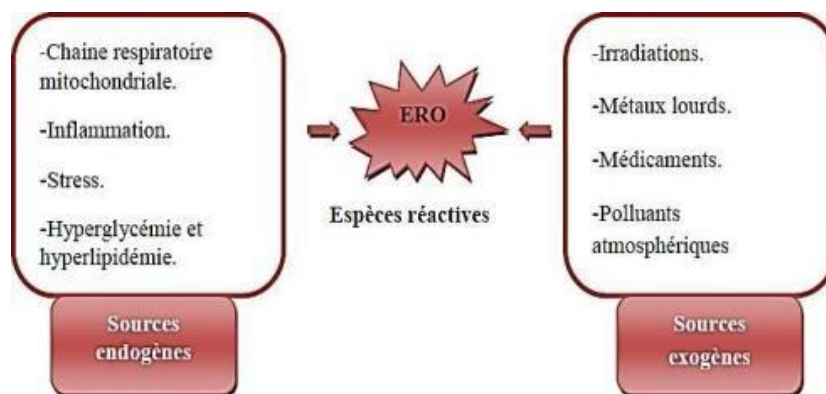 -Chaine respiratoire
mitochondriale.
-Inflammation.
-Stress.
-Hyperglycémie et
hyperlipidémie.
Sources
endogènes
ERO
Espèces réactives
-Irradiations.
-Métaux lourds.
-Médicaments.
-Polluants
atmosphériques
Sources
exogènes